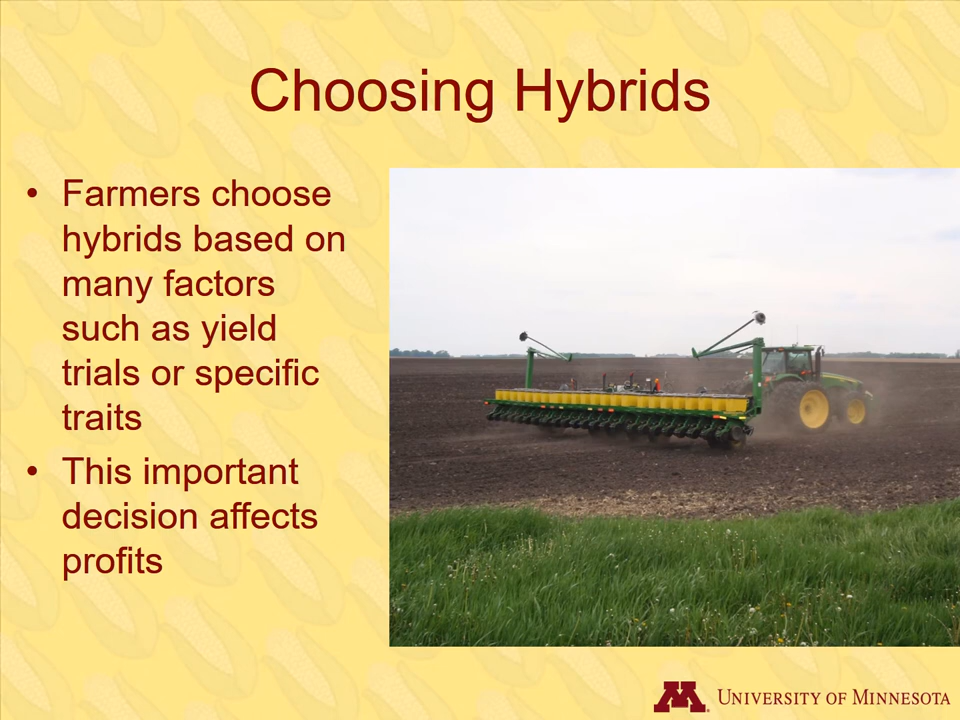 Choosing Hybrids
• Farmers choose
hybrids based on
many factors
such as yield
trials or specific
traits
• This important
decision affects
profits
M
UNIVERSITY OF MINNESOTA